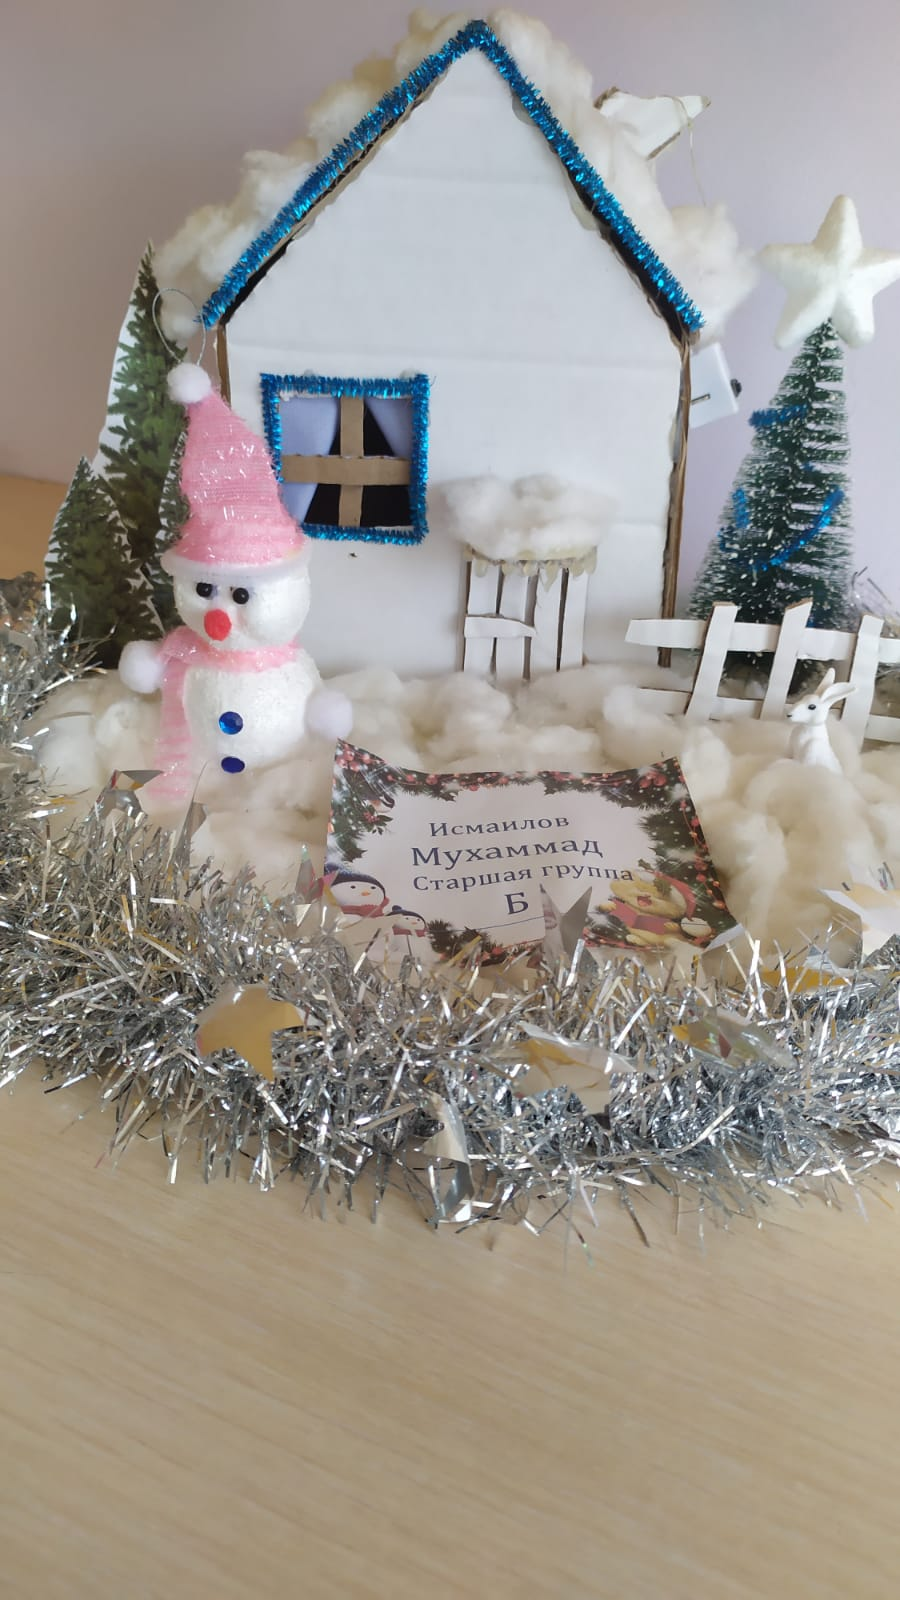 Исмаилов
Мухаммад
Старшая группа
Б